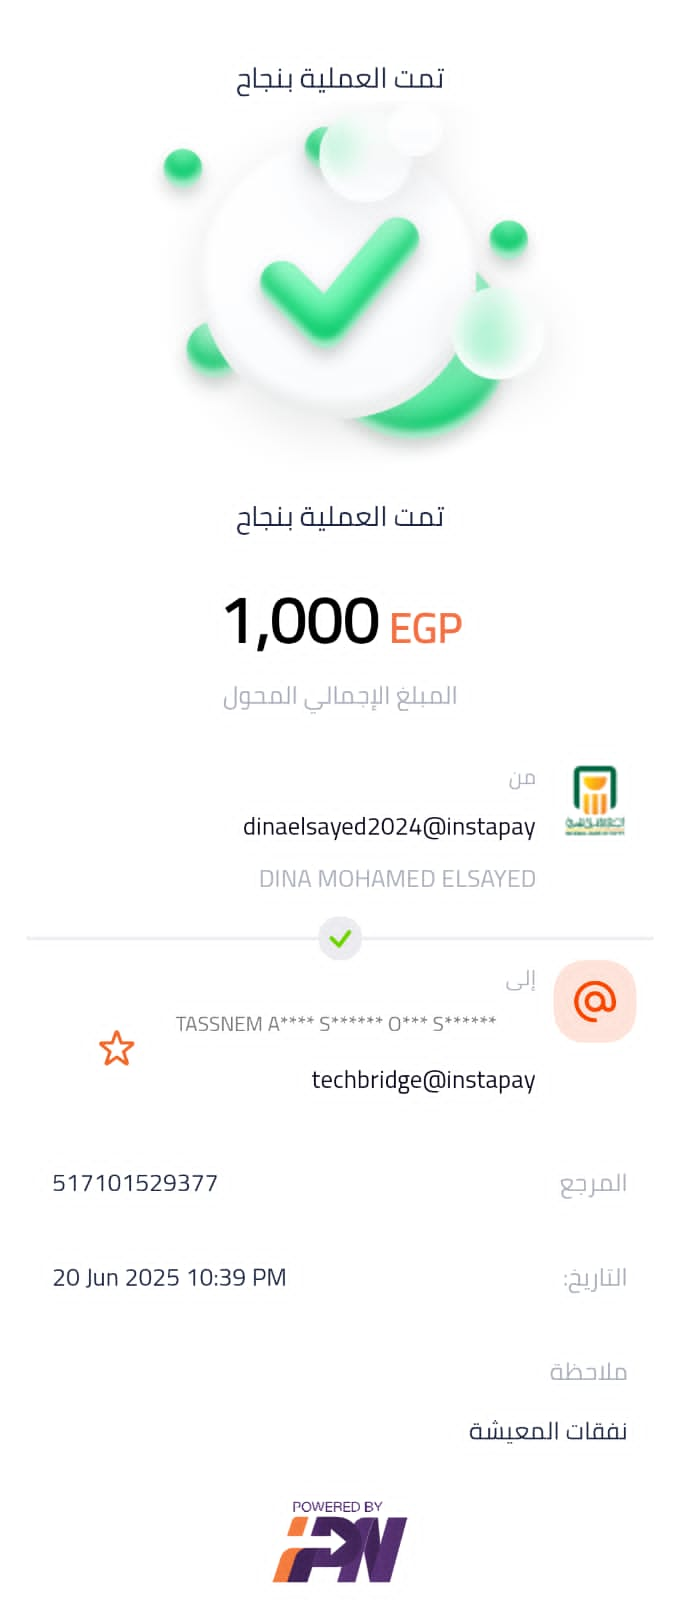 تمت العملية بنجاح
تمت العملية بنجاح
1,000 EGP
المبلغ الإجمالي المحول
من
dinaelsayed2024@instapay
DINA MOHAMED ELSAYED
إلى
TASSNEM A**** S****** O*** S******
techbridge@instapay
المرجع 517101529377
التاريخ: 20 Jun 2025 10:39 PM
ملاحظة
نفقات المعيشة
POWERED BY
IPN